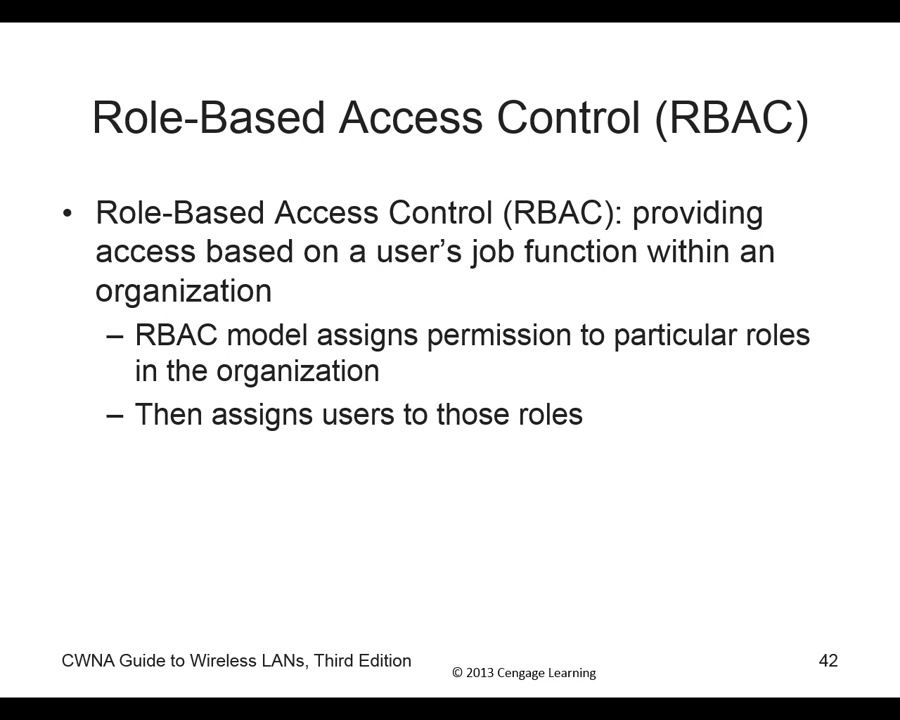 Role-Based Access Control (RBAC)
• Role-Based Access Control (RBAC): providing
access based on a user’s job function within an
organization
– RBAC model assigns permission to particular roles
in the organization
– Then assigns users to those roles
CWNA Guide to Wireless LANs, Third Edition
© 2013 Cengage Learning
42